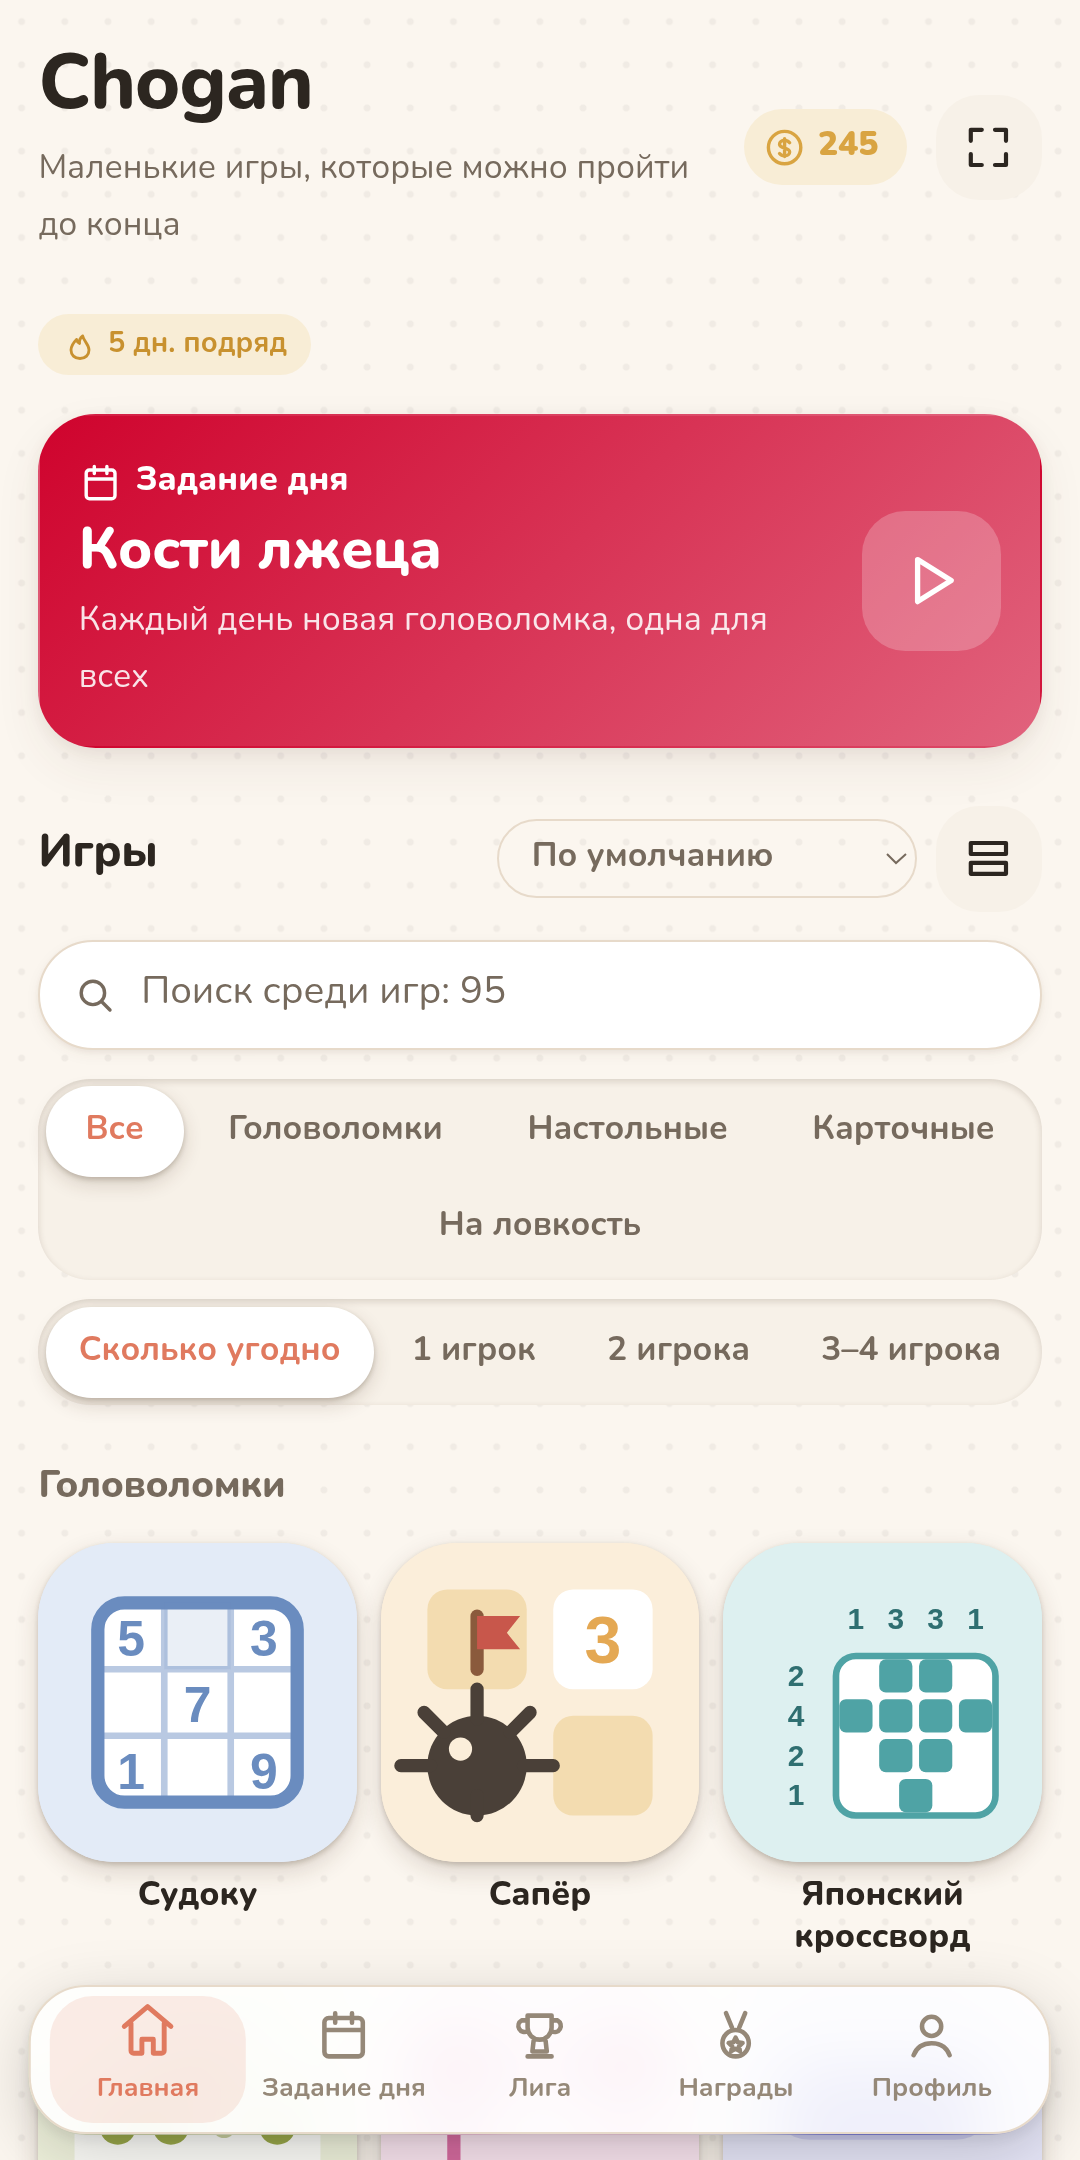 Chogan
Маленькие игры, которые можно пройти
до конца
245
5 дн. подряд
Задание дня
Кости лжеца
Каждый день новая головоломка, одна для
всех
Игры
По умолчанию
Поиск среди игр: 95
Все Головоломки Настольные Карточные
На ловкость
Сколько угодно 1 игрок 2 игрока 3–4 игрока
Головоломки
5 3
7
1 9
3
1 3 3 1
2
4
2
1
Судоку Сапёр Японский
кроссворд
Главная Задание дня Лига Награды Профиль